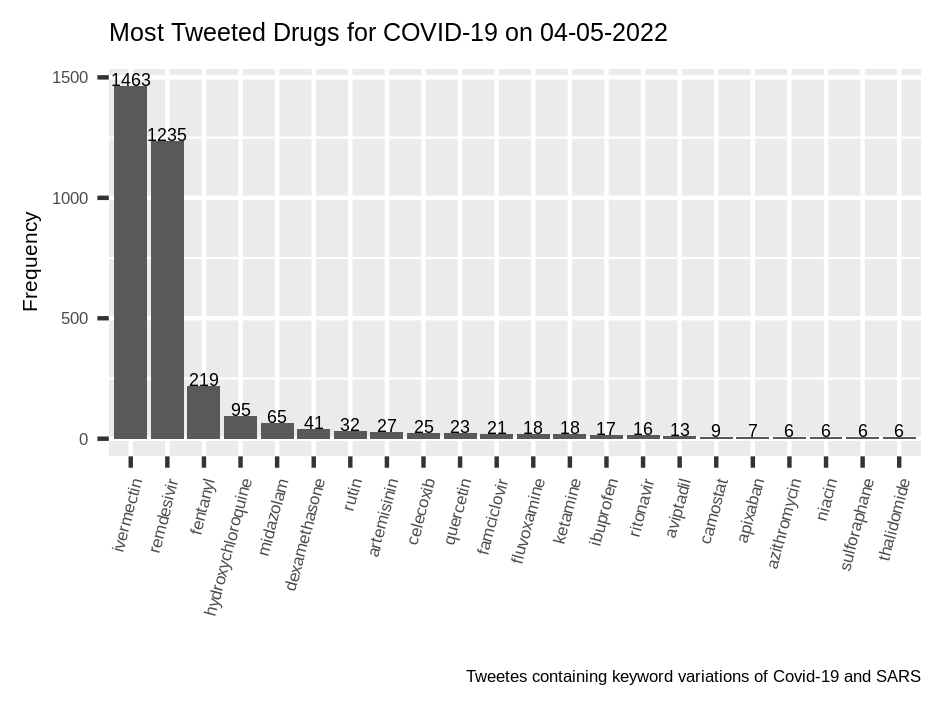 Most Tweeted Drugs for COVID-19 on 04-05-2022
Frequency
1500
1000
500
0
1463
1235
219
95
65
41
32
27
25
23
21
18
18
17
16
13
9
7
6
6
6
6
ivermectin
remdesivir
fentanyl
hydroxychloroquine
midazolam
dexamethasone
rutin
artemisinin
celecoxib
quercetin
famciclovir
fluvoxamine
ketamine
ibuprofen
ritonavir
aviptadil
camostat
apixaban
azithromycin
niacin
sulforaphane
thalidomide
Tweetes containing keyword variations of Covid-19 and SARS